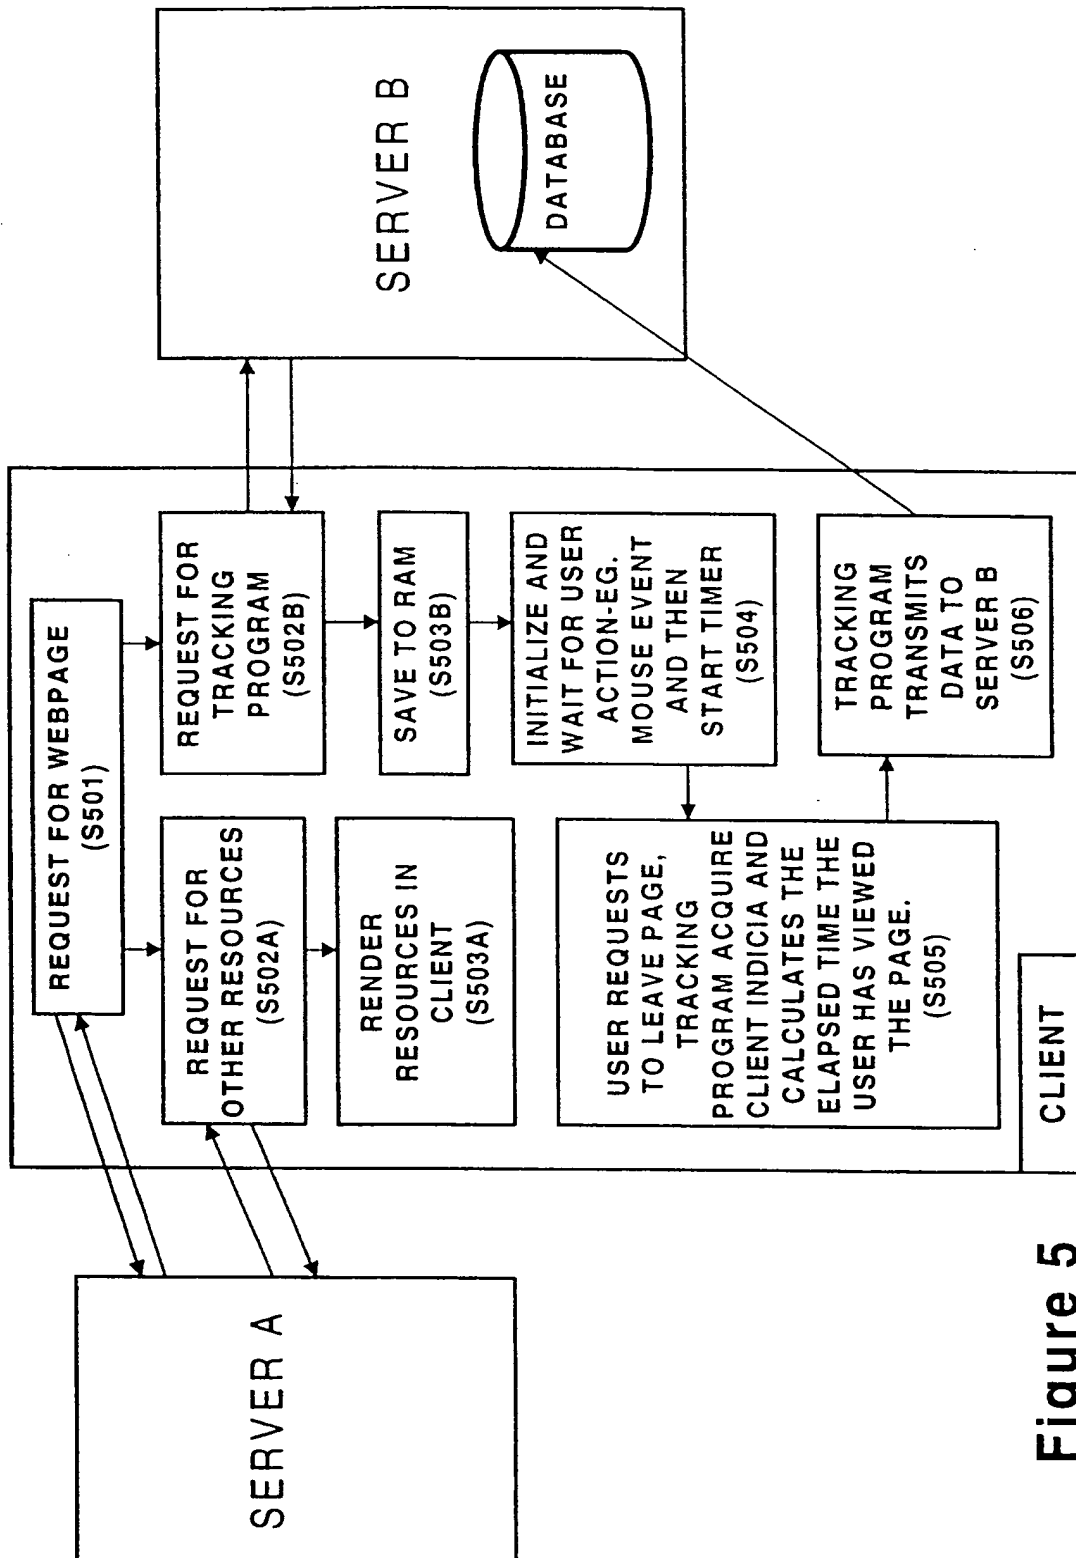 SERVER A
REQUEST FOR WEBPAGE
(S501)
REQUEST FOR
OTHER RESOURCES
(S502A)
RENDER
RESOURCES IN
CLIENT
(S503A)
REQUEST FOR
TRACKING
PROGRAM
(S502B)
SAVE TO RAM
(S503B)
INITIALIZE AND
WAIT FOR USER
ACTION-EG.
MOUSE EVENT
AND THEN
START TIMER
(S504)
USER REQUESTS
TO LEAVE PAGE,
TRACKING
PROGRAM ACQUIRE
CLIENT INDICIA AND
CALCULATES THE
ELAPSED TIME THE
USER HAS VIEWED
THE PAGE.
(S505)
TRACKING
PROGRAM
TRANSMITS
DATA TO
SERVER B
(S506)
CLIENT
SERVER B
DATABASE
Figure 5